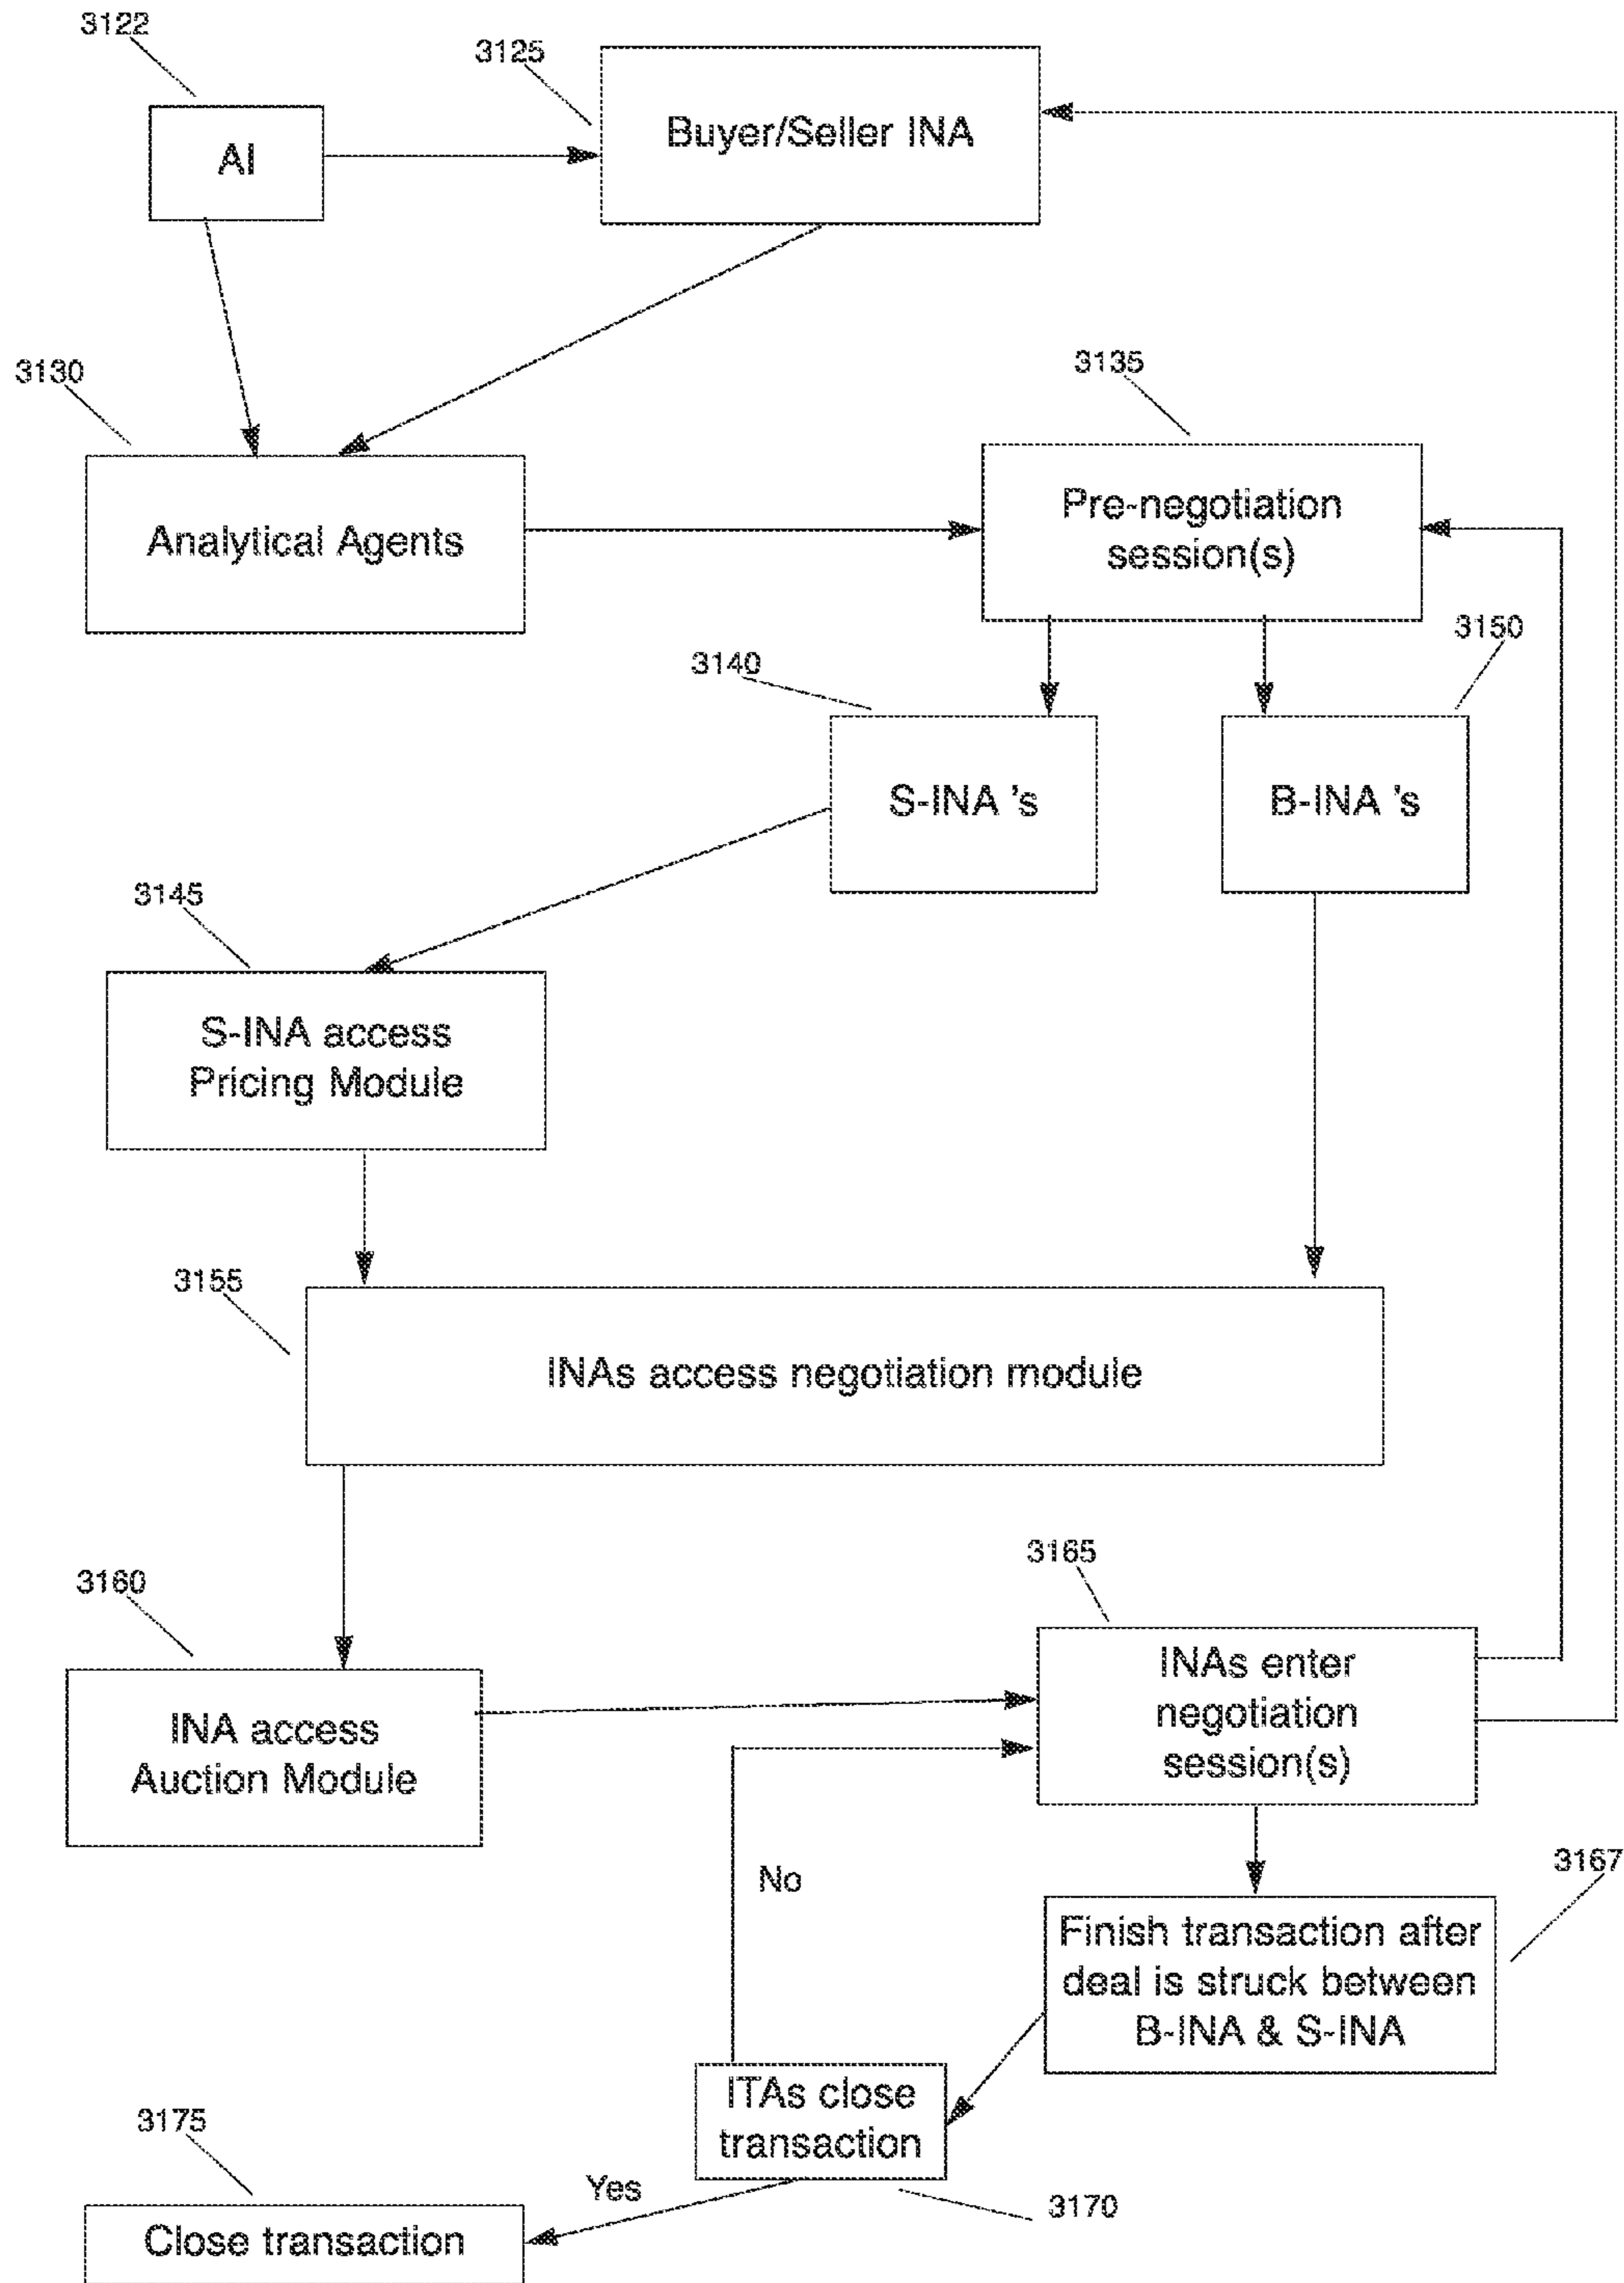 3122
3125
AI
Buyer/Seller INA
3130
3135
Analytical Agents
Pre-negotiation
session(s)
3140
3150
S-INA 's
B-INA 's
3145
S-INA access
Pricing Module
3155
INAs access negotiation module
3160
3165
INA access
Auction Module
INAs enter
negotiation
session(s)
No
3167
Finish transaction after
deal is struck between
B-INA & S-INA
ITAs close
transaction
3170
3175
Yes
Close transaction